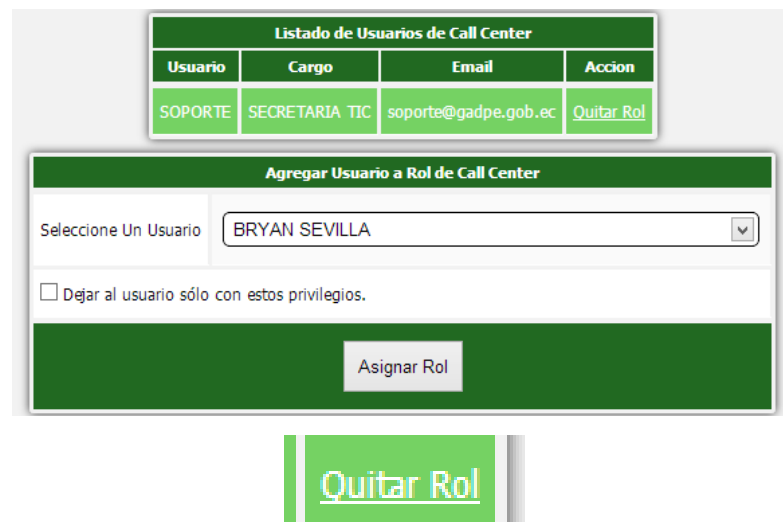 Listado de Usuarios de Call Center
Usuario Cargo Email Accion
SOPORTE SECRETARIA TIC soporte@gadpe.gob.ec Quitar Rol
Agregar Usuario a Rol de Call Center
Seleccione Un Usuario BRYAN SEVILLA
Dejar al usuario sólo con estos privilegios.
Asignar Rol
Quitar Rol